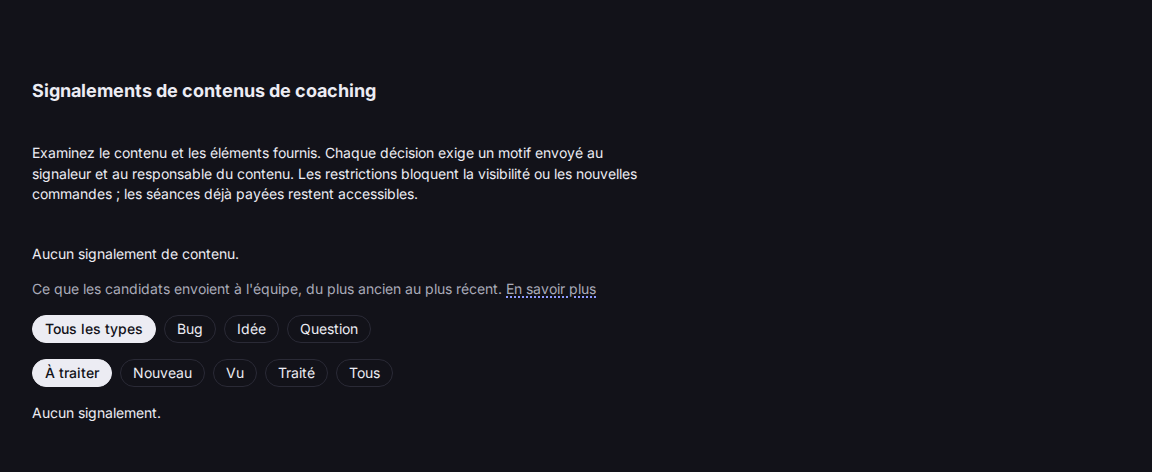 Signalements de contenus de coaching
Examinez le contenu et les éléments fournis. Chaque décision exige un motif envoyé au
signaleur et au responsable du contenu. Les restrictions bloquent la visibilité ou les nouvelles
commandes ; les séances déjà payées restent accessibles.
Aucun signalement de contenu.
Ce que les candidats envoient à l'équipe, du plus ancien au plus récent. En savoir plus
Tous les types Bug Idée Question
À traiter Nouveau Vu Traité Tous
Aucun signalement.